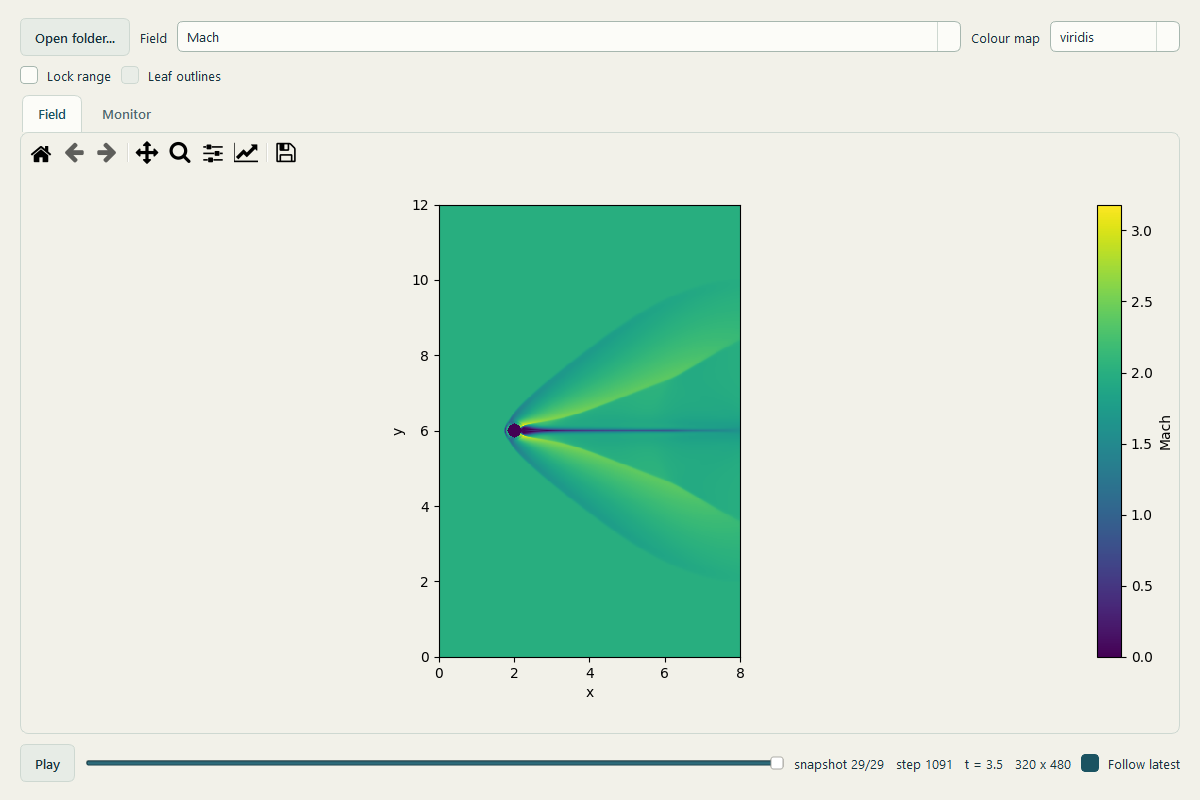 Open folder... Field Mach Colour map viridis
Lock range Leaf outlines
Field Monitor
12
10
8
6
4
2
0
y
0 2 4 6 8
x
3.0
2.5
2.0
1.5
1.0
0.5
0.0
Mach
Play snapshot 29/29 step 1091 t = 3.5 320 x 480 Follow latest